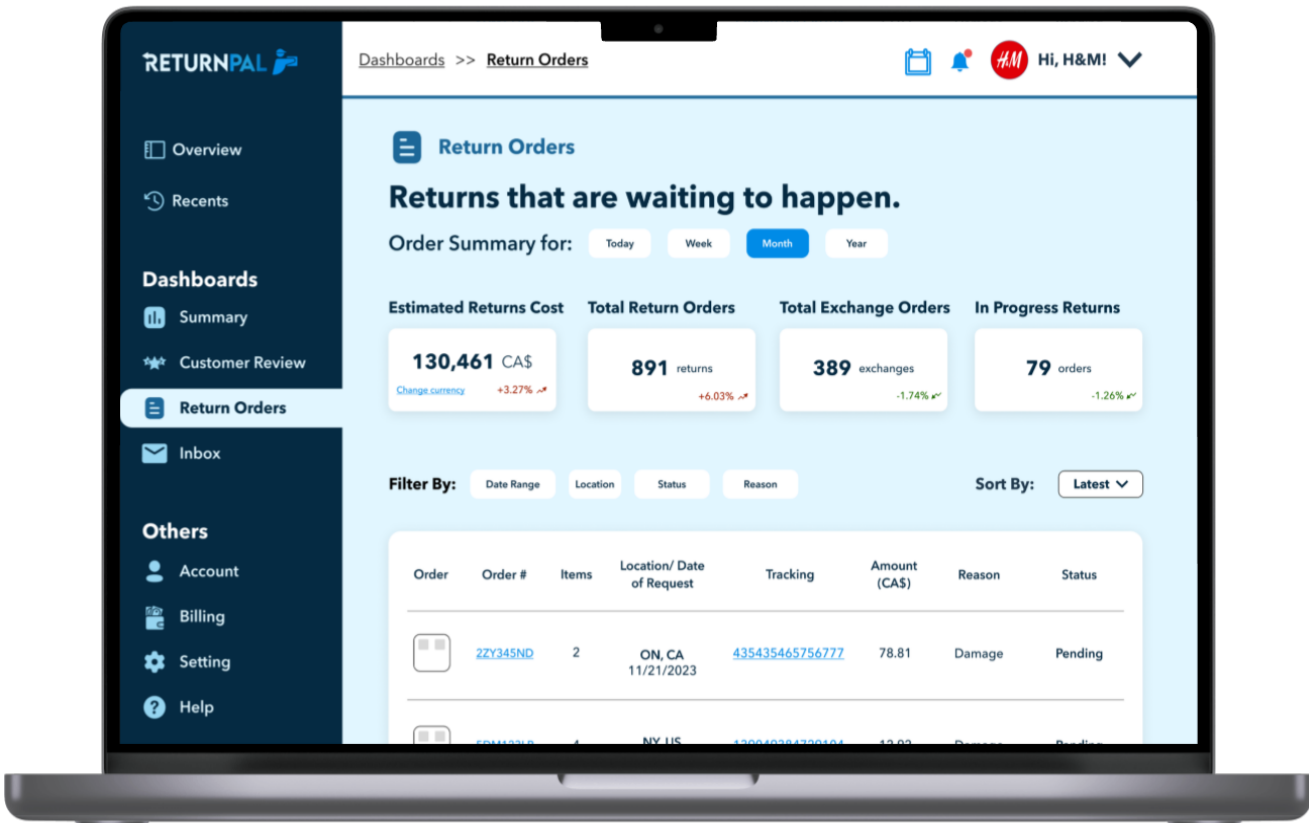 RETURNPAL
Dashboards >> Return Orders
H&M
Hi, H&M!
Overview
Recents
Dashboards
Summary
Customer Review
Return Orders
Inbox
Others
Account
Billing
Setting
Help
Return Orders
Returns that are waiting to happen.
Order Summary for: Today Week Month Year
Estimated Returns Cost Total Return Orders Total Exchange Orders In Progress Returns
130,461 CA$ 891 returns 389 exchanges 79 orders
Change currency +3.27% +6.03% -1.74% -1.26%
Filter By: Date Range Location Status Reason Sort By: Latest
Order Order # Items Location/ Date of Request Tracking Amount (CA$) Reason Status
2ZY345ND 2 ON, CA 435435465756777 78.81 Damage Pending
11/21/2023
NY, US Damage Pending